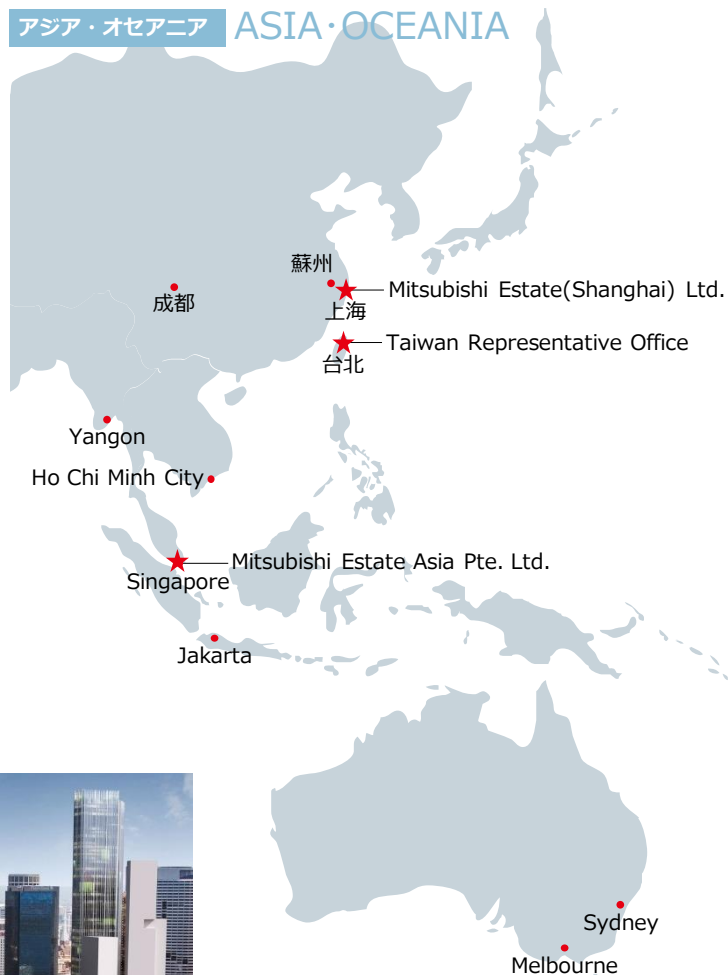 アジア・オセアニア ASIA・OCEANIA
蘇州
成都
上海
Mitsubishi Estate(Shanghai) Ltd.
台北
Taiwan Representative Office
Yangon
Ho Chi Minh City
Mitsubishi Estate Asia Pte. Ltd.
Singapore
Jakarta
Sydney
Melbourne